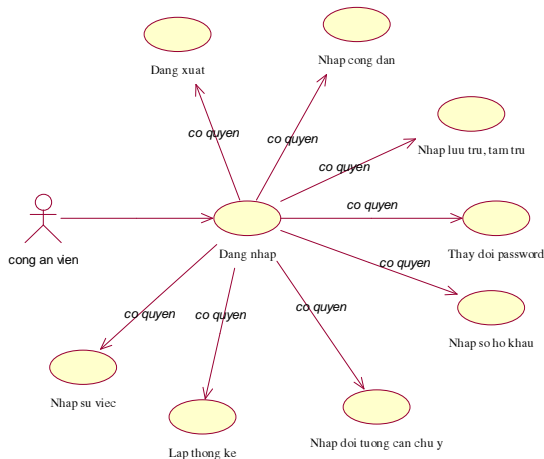 Nhap cong dan
Dang xuat
co quyen
co quyen
Nhap luu tru, tam tru
co quyen
co quyen
cong an vien
Dang nhap
Thay doi password
co quyen
co quyen
co quyen
co quyen
Nhap so ho khau
Nhap su viec
Nhap doi tuong can chu y
Lap thong ke